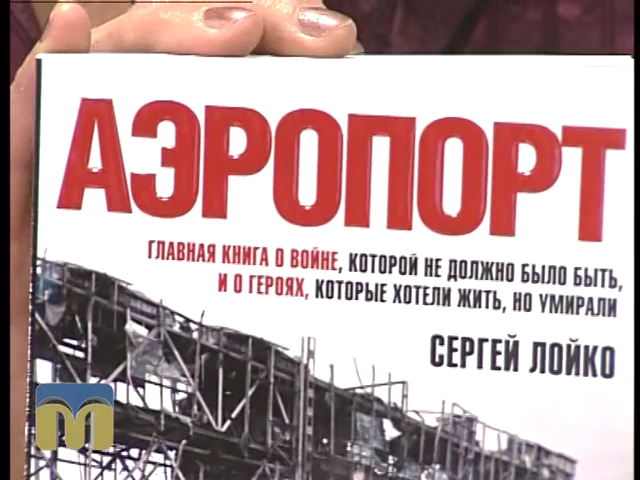 АЭРОПОРТ
ГЛАВНАЯ КНИГА О ВОЙНЕ, КОТОРОЙ НЕ ДОЛЖНО БЫЛО БЫТЬ,
И О ГЕРОЯХ, КОТОРЫЕ ХОТЕЛИ ЖИТЬ, НО УМИРАЛИ
СЕРГЕЙ ЛОЙКО